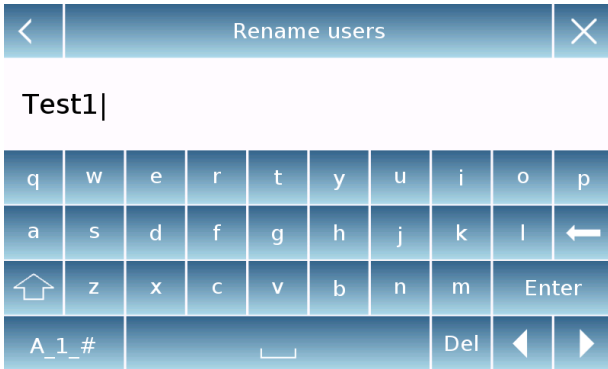 Rename users
Test1
q w e r t y u i o p
a s d f g h j k l
z x c v b n m Enter
A_1_# Del